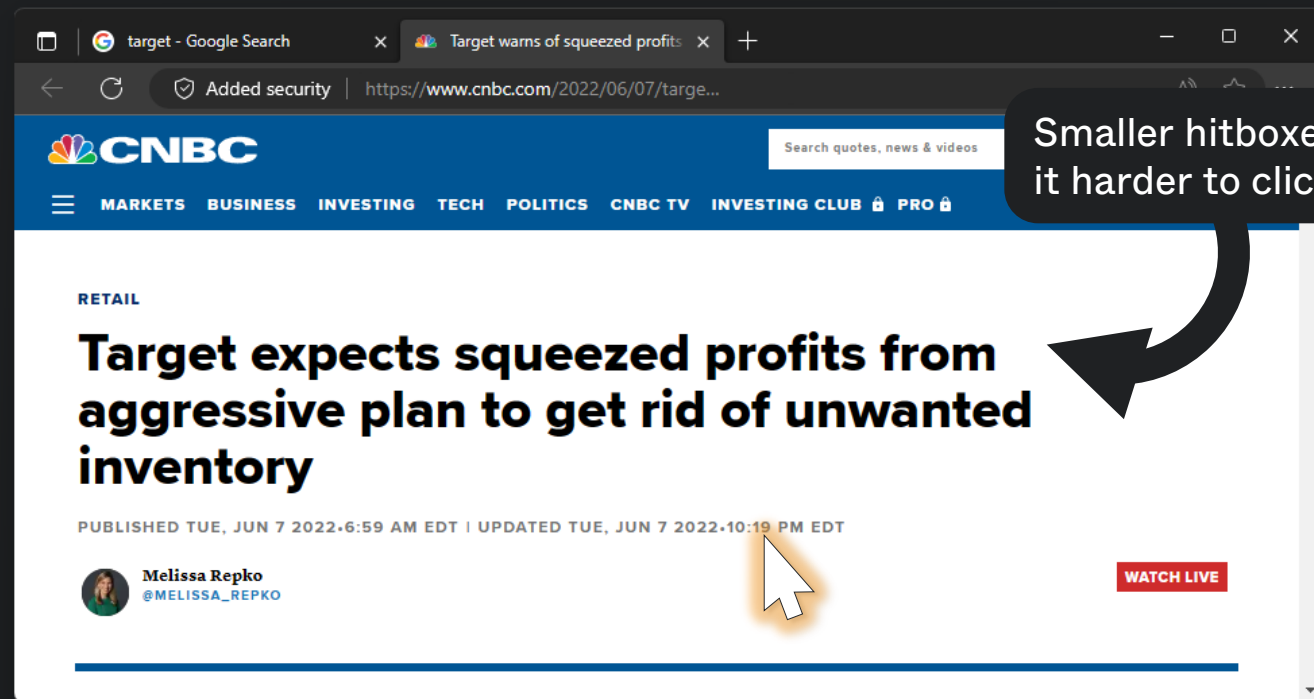 target - Google Search
Target warns of squeezed profits
Added security
https://www.cnbc.com/2022/06/07/targe...
CNBC
Search quotes, news & videos
Smaller hitboxe
it harder to clic
MARKETS BUSINESS INVESTING TECH POLITICS CNBC TV INVESTING CLUB PRO
RETAIL
Target expects squeezed profits from
aggressive plan to get rid of unwanted
inventory
PUBLISHED TUE, JUN 7 2022•6:59 AM EDT | UPDATED TUE, JUN 7 2022•10:19 PM EDT
Melissa Repko
@MELISSA_REPKO
WATCH LIVE